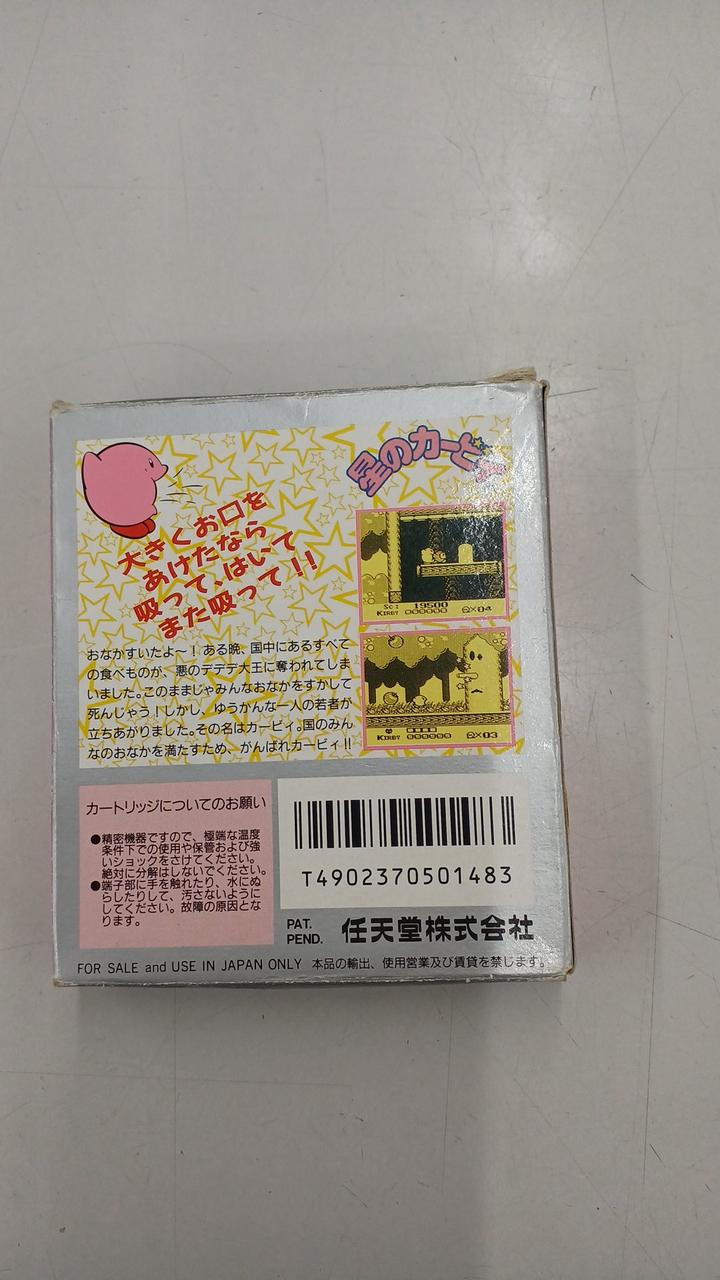 星のカービィ
大きくお口を
あけたなら
吸って、はいて
また吸って!!
Sc: 19500
KIRBY ×04
KIRBY ×03
おなかすいたよ〜!ある晩、国中にあるすべて
の食べものが、悪のデデデ大王に奪われてしま
いました。このままじゃみんなおなかをすかして
死んじゃう!しかし、ゆうかんな一人の若者が
立ちあがりました。その名はカービィ。国のみん
なのおなかを満たすため、がんばれカービィ!!
カートリッジについてのお願い
●精密機器ですので、極端な温度
条件下での使用や保管および強
いショックをさけてください。
絶対に分解はしないでください。
●端子部に手を触れたり、水にぬ
らしたりして、汚さないように
してください。故障の原因とな
ります。
T4902370501483
PAT.
PEND.
任天堂株式会社
FOR SALE and USE IN JAPAN ONLY 本品の輸出、使用営業及び賃貸を禁じます。